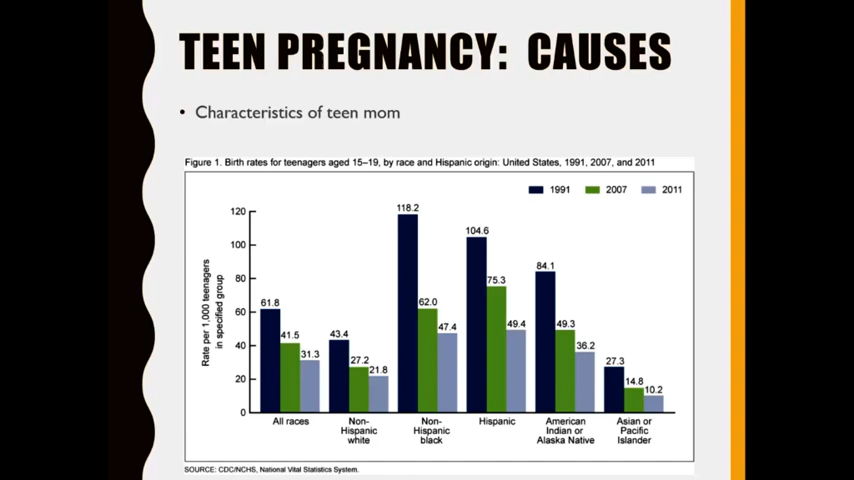 TEEN PREGNANCY: CAUSES
• Characteristics of teen mom
Figure 1. Birth rates for teenagers aged 15–19, by race and Hispanic origin: United States, 1991, 2007, and 2011
1991 2007 2011
Rate per 1,000 teenagers
in specified group
120
100
80
60
40
20
0
61.8
41.5
31.3
43.4
27.2
21.8
118.2
62.0
47.4
104.6
75.3
49.4
84.1
49.3
36.2
27.3
14.8
10.2
All races
Non-
Hispanic
white
Non-
Hispanic
black
Hispanic
American
Indian or
Alaska Native
Asian or
Pacific
Islander
SOURCE: CDC/NCHS, National Vital Statistics System.